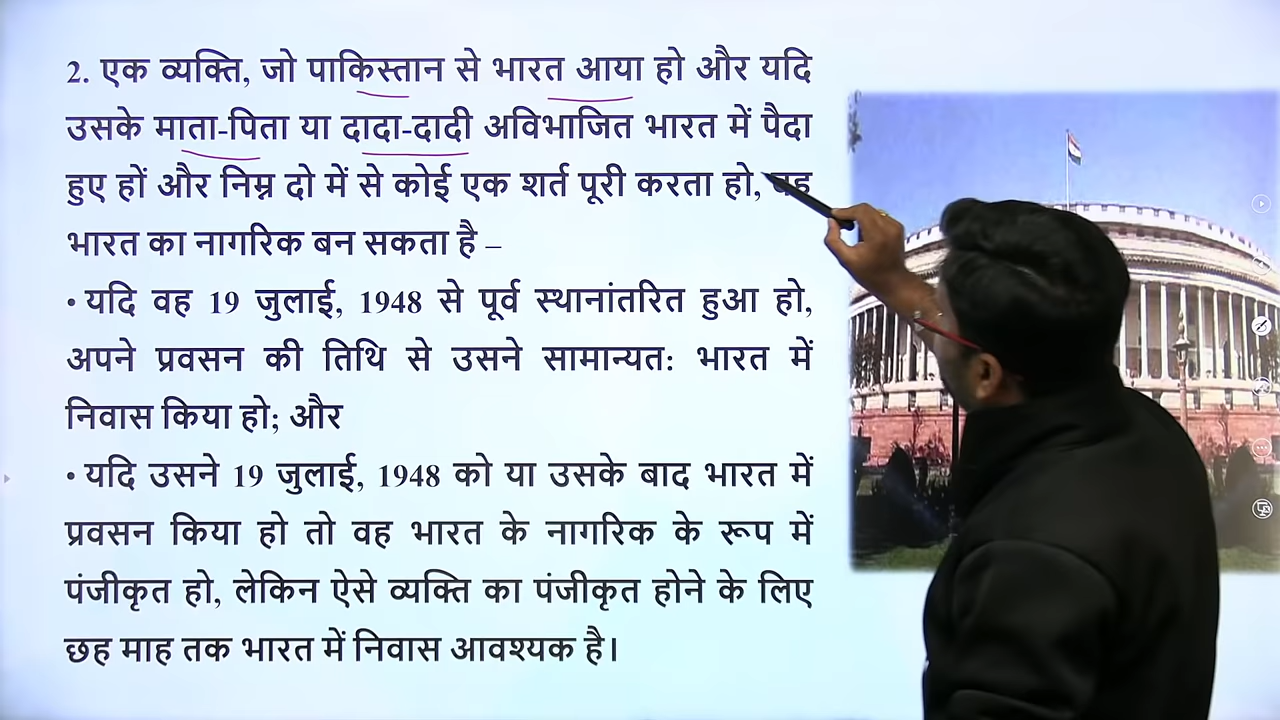 2. एक व्यक्ति, जो पाकिस्तान से भारत आया हो और यदि
उसके माता-पिता या दादा-दादी अविभाजित भारत में पैदा
हुए हों और निम्न दो में से कोई एक शर्त पूरी करता हो, वह
भारत का नागरिक बन सकता है –
• यदि वह 19 जुलाई, 1948 से पूर्व स्थानांतरित हुआ हो,
अपने प्रवसन की तिथि से उसने सामान्यत: भारत में
निवास किया हो; और
• यदि उसने 19 जुलाई, 1948 को या उसके बाद भारत में
प्रवसन किया हो तो वह भारत के नागरिक के रूप में
पंजीकृत हो, लेकिन ऐसे व्यक्ति का पंजीकृत होने के लिए
छह माह तक भारत में निवास आवश्यक है।